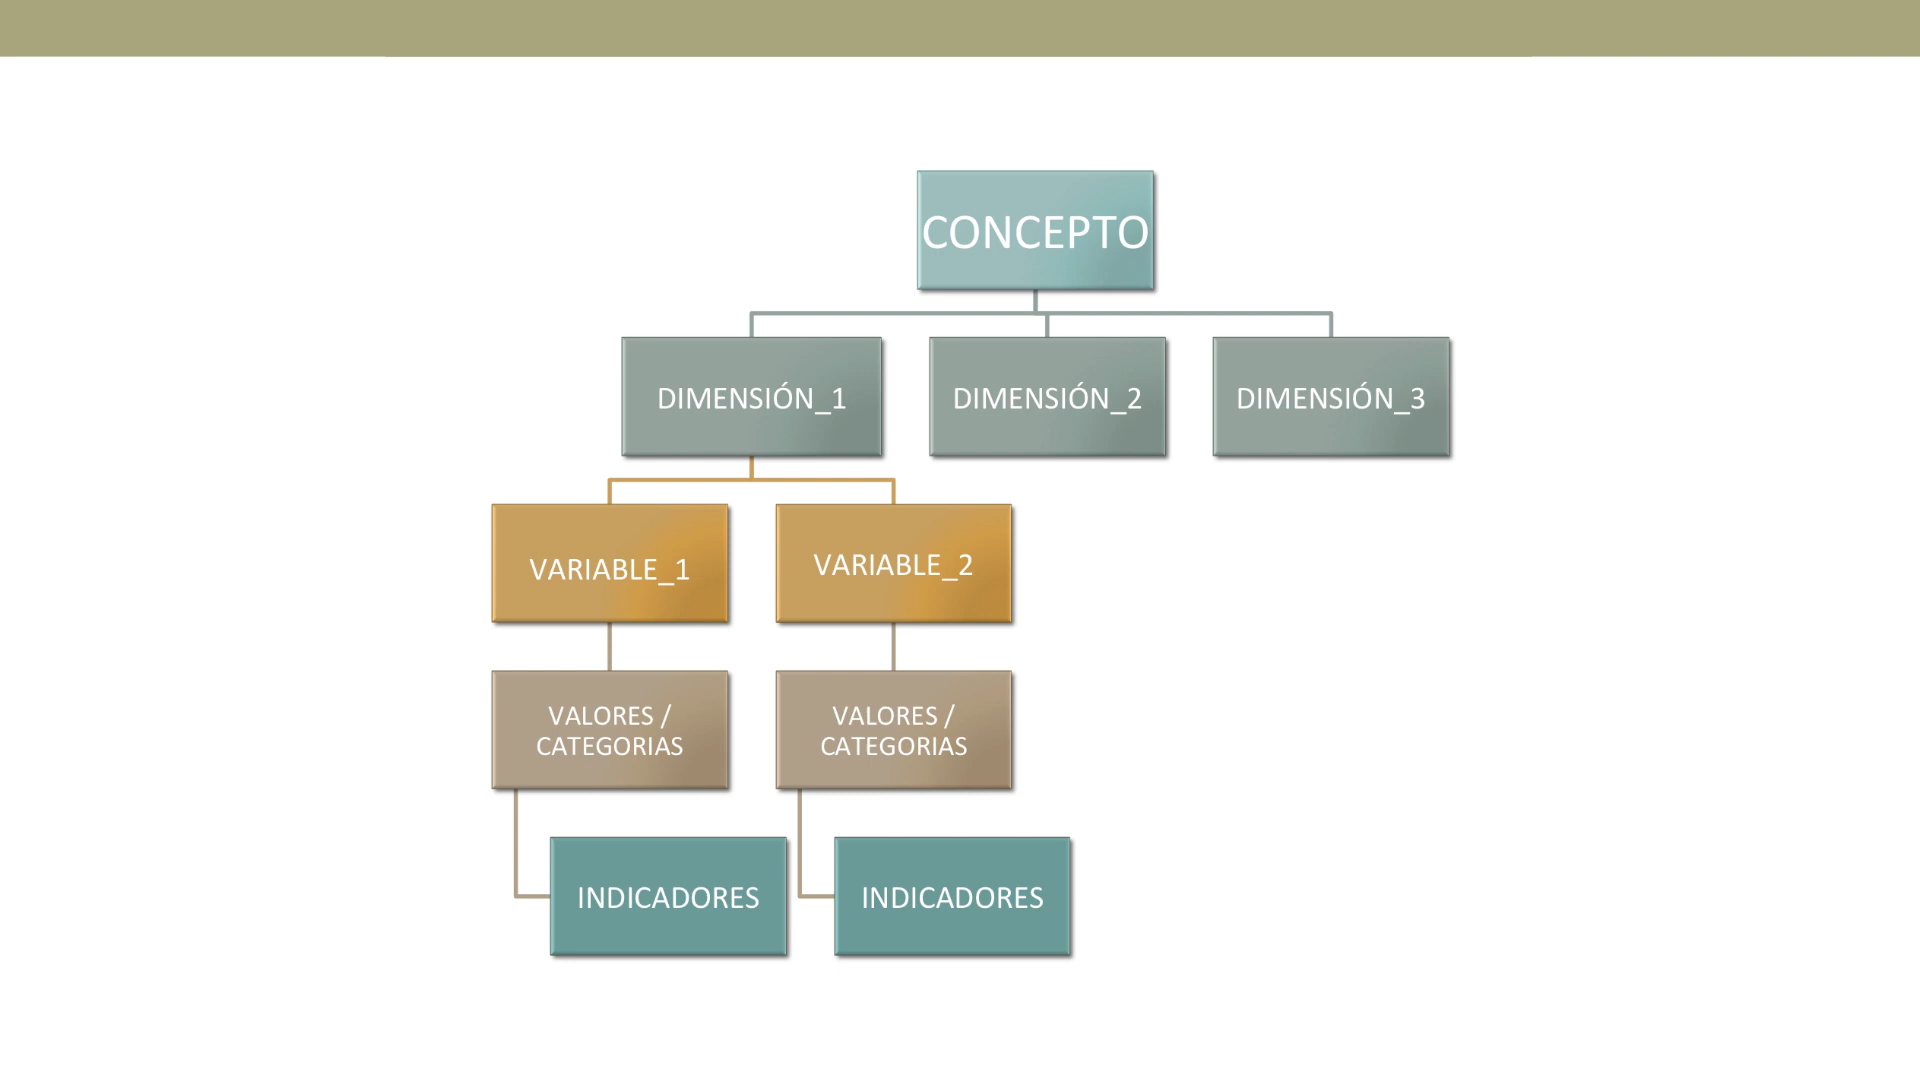 CONCEPTO
DIMENSIÓN_1
DIMENSIÓN_2
DIMENSIÓN_3
VARIABLE_1
VARIABLE_2
VALORES /
CATEGORIAS
VALORES /
CATEGORIAS
INDICADORES
INDICADORES